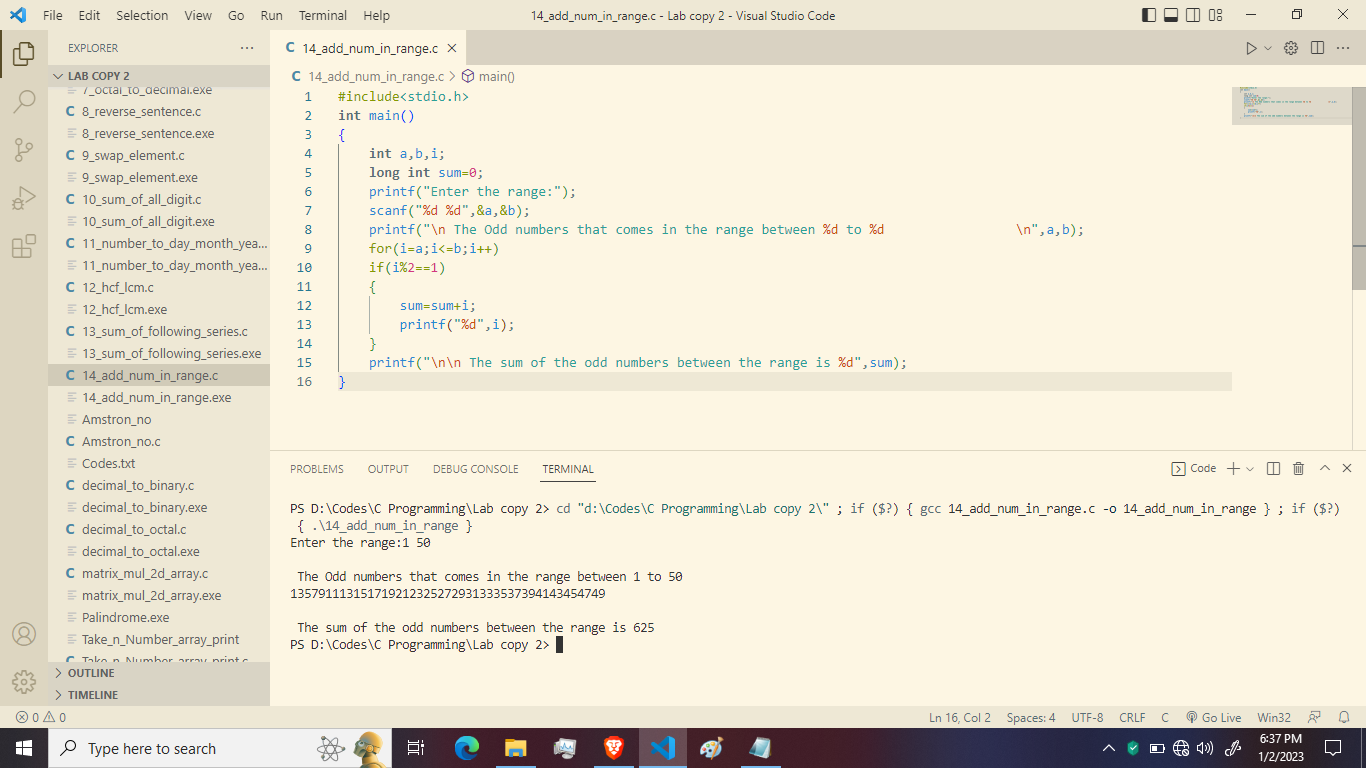 File Edit Selection View Go Run Terminal Help 14_add_num_in_range.c - Lab copy 2 - Visual Studio Code
EXPLORER
LAB COPY 2
7_octal_to_decimal.exe
8_reverse_sentence.c
8_reverse_sentence.exe
9_swap_element.c
9_swap_element.exe
10_sum_of_all_digit.c
10_sum_of_all_digit.exe
11_number_to_day_month_yea...
11_number_to_day_month_yea...
12_hcf_lcm.c
12_hcf_lcm.exe
13_sum_of_following_series.c
13_sum_of_following_series.exe
14_add_num_in_range.c
14_add_num_in_range.exe
Amstron_no
Amstron_no.c
Codes.txt
decimal_to_binary.c
decimal_to_binary.exe
decimal_to_octal.c
decimal_to_octal.exe
matrix_mul_2d_array.c
matrix_mul_2d_array.exe
Palindrome.exe
Take_n_Number_array_print
Take_n_Number_array_print.c
OUTLINE
TIMELINE
C 14_add_num_in_range.c
C 14_add_num_in_range.c > main()
1 #include<stdio.h>
2 int main()
3 {
4 int a,b,i;
5 long int sum=0;
6 printf("Enter the range:");
7 scanf("%d %d",&a,&b);
8 printf("\n The Odd numbers that comes in the range between %d to %d                 \n",a,b);
9 for(i=a;i<=b;i++)
10 if(i%2==1)
11 {
12 sum=sum+i;
13 printf("%d",i);
14 }
15 printf("\n\n The sum of the odd numbers between the range is %d",sum);
16 }
PROBLEMS OUTPUT DEBUG CONSOLE TERMINAL Code
PS D:\Codes\C Programming\Lab copy 2> cd "d:\Codes\C Programming\Lab copy 2\" ; if ($?) { gcc 14_add_num_in_range.c -o 14_add_num_in_range } ; if ($?)
{ .\14_add_num_in_range }
Enter the range:1 50
The Odd numbers that comes in the range between 1 to 50
135791113151719212325272931333537394143454749
The sum of the odd numbers between the range is 625
PS D:\Codes\C Programming\Lab copy 2>
0 0 Ln 16, Col 2 Spaces: 4 UTF-8 CRLF C Go Live Win32
Type here to search
6:37 PM
1/2/2023